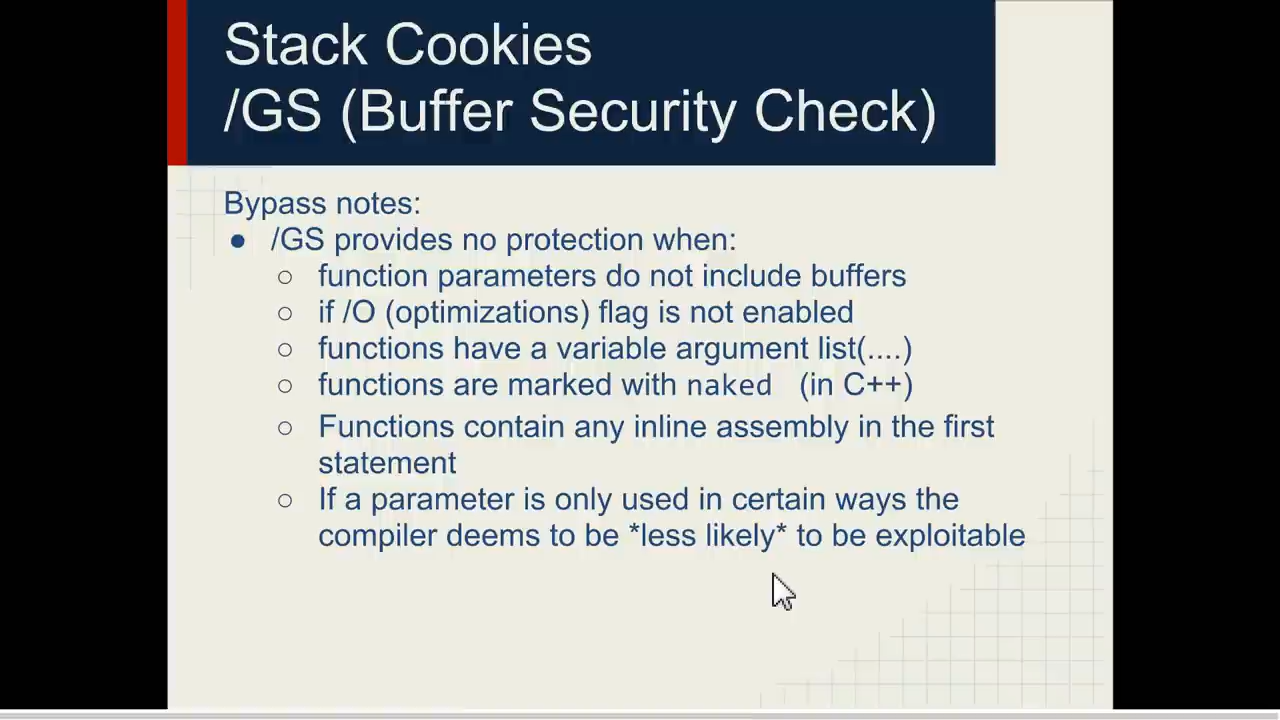 Stack Cookies
/GS (Buffer Security Check)
Bypass notes:
● /GS provides no protection when:
○ function parameters do not include buffers
○ if /O (optimizations) flag is not enabled
○ functions have a variable argument list(....)
○ functions are marked with naked (in C++)
○ Functions contain any inline assembly in the first
statement
○ If a parameter is only used in certain ways the
compiler deems to be *less likely* to be exploitable